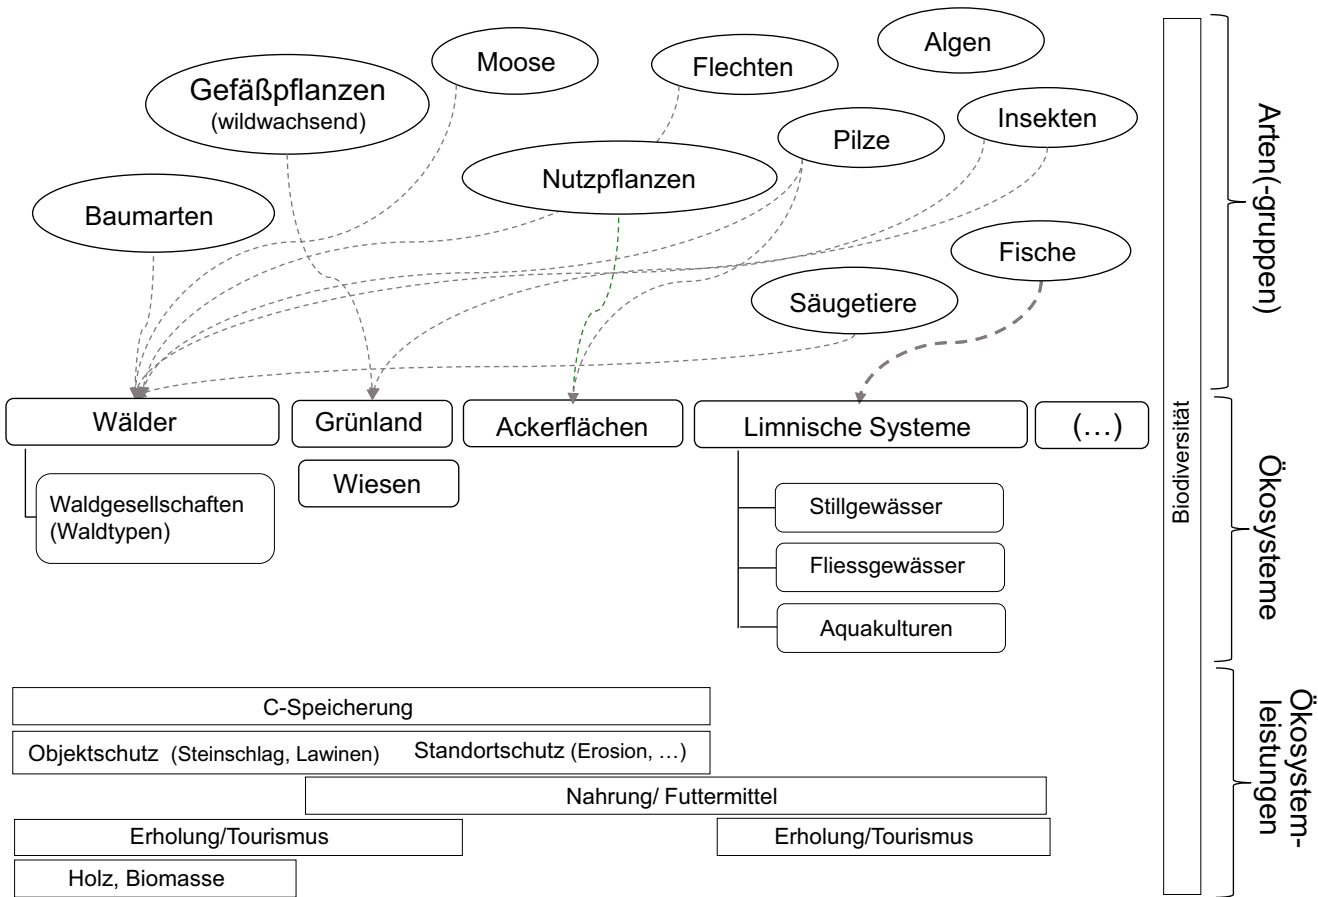 Moose
Algen
Flechten
Gefäßpflanzen
(wildwachsend)
Insekten
Pilze
Nutzpflanzen
Baumarten
Fische
Säugetiere
Arten(-gruppen)
Wälder
Grünland
Ackerflächen
Limnische Systeme
(…)
Wiesen
Waldgesellschaften
(Waldtypen)
Stillgewässer
Fliessgewässer
Aquakulturen
Biodiversität
Ökosysteme
C-Speicherung
Objektschutz (Steinschlag, Lawinen) Standortschutz (Erosion, …)
Nahrung/ Futtermittel
Erholung/Tourismus
Erholung/Tourismus
Holz, Biomasse
Ökosystem-
leistungen